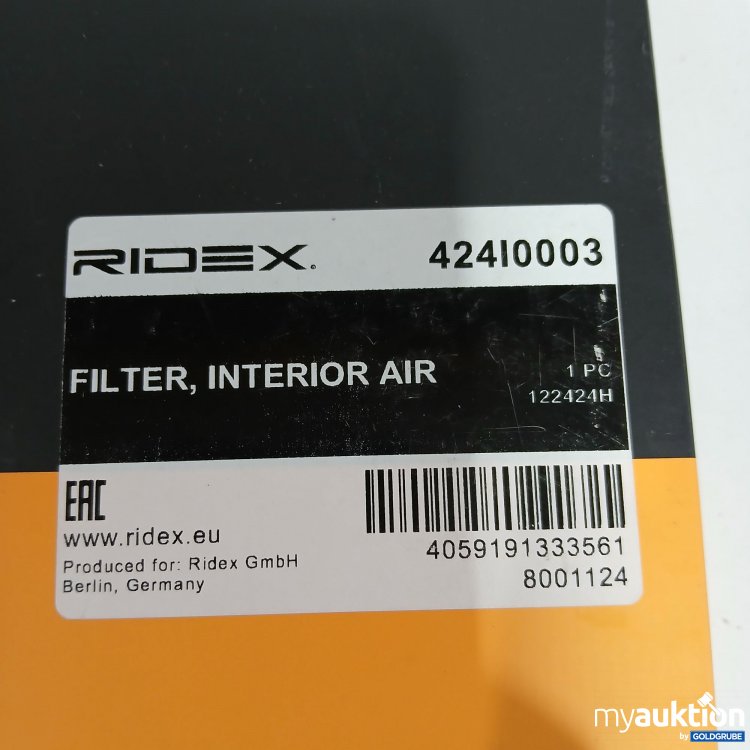 RIDEX. 424I0003
FILTER, INTERIOR AIR
1 PC
122424H
EAC
www.ridex.eu
Produced for: Ridex GmbH
Berlin, Germany
4059191333561
8001124
myauktion
by GOLDGRUBE